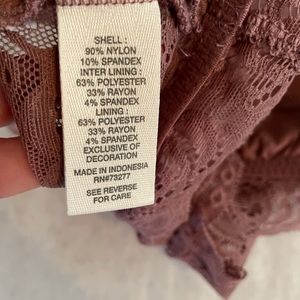 SHELL :
90% NYLON
10% SPANDEX
INTER LINING :
63% POLYESTER
33% RAYON
4% SPANDEX
LINING :
63% POLYESTER
33% RAYON
4% SPANDEX
EXCLUSIVE OF
DECORATION
MADE IN INDONESIA
RN#73277
SEE REVERSE
FOR CARE